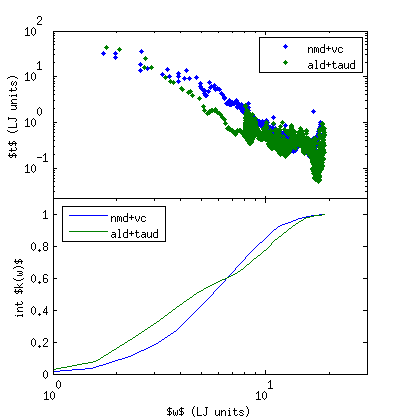 10 2
10 1
10 0
10 -1
$t$ (LJ units)
nmd+vc
ald+taud
1
0.8
0.6
0.4
0.2
0
int $k(w)$
nmd+vc
ald+taud
10 0
10 1
$w$ (LJ units)